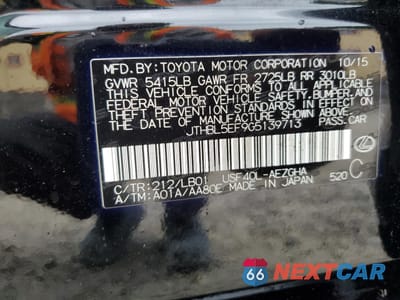 MFD. BY: TOYOTA MOTOR CORPORATION 10/15
GVWR 5415LB GAWR FR 2725LB RR 3010LB
THIS VEHICLE CONFORMS TO ALL APPLICABLE
FEDERAL MOTOR VEHICLE SAFETY, BUMPER, AND
THEFT PREVENTION STANDARDS IN EFFECT ON
THE DATE OF MANUFACTURE SHOWN ABOVE.
JTHBL5EF9G5139713 PASS.CAR
C/TR: 212/LB01 USF40L-AEZGHA
A/TM: A01A/AA80E MADE IN JAPAN 520 C
66 NEXTCAR